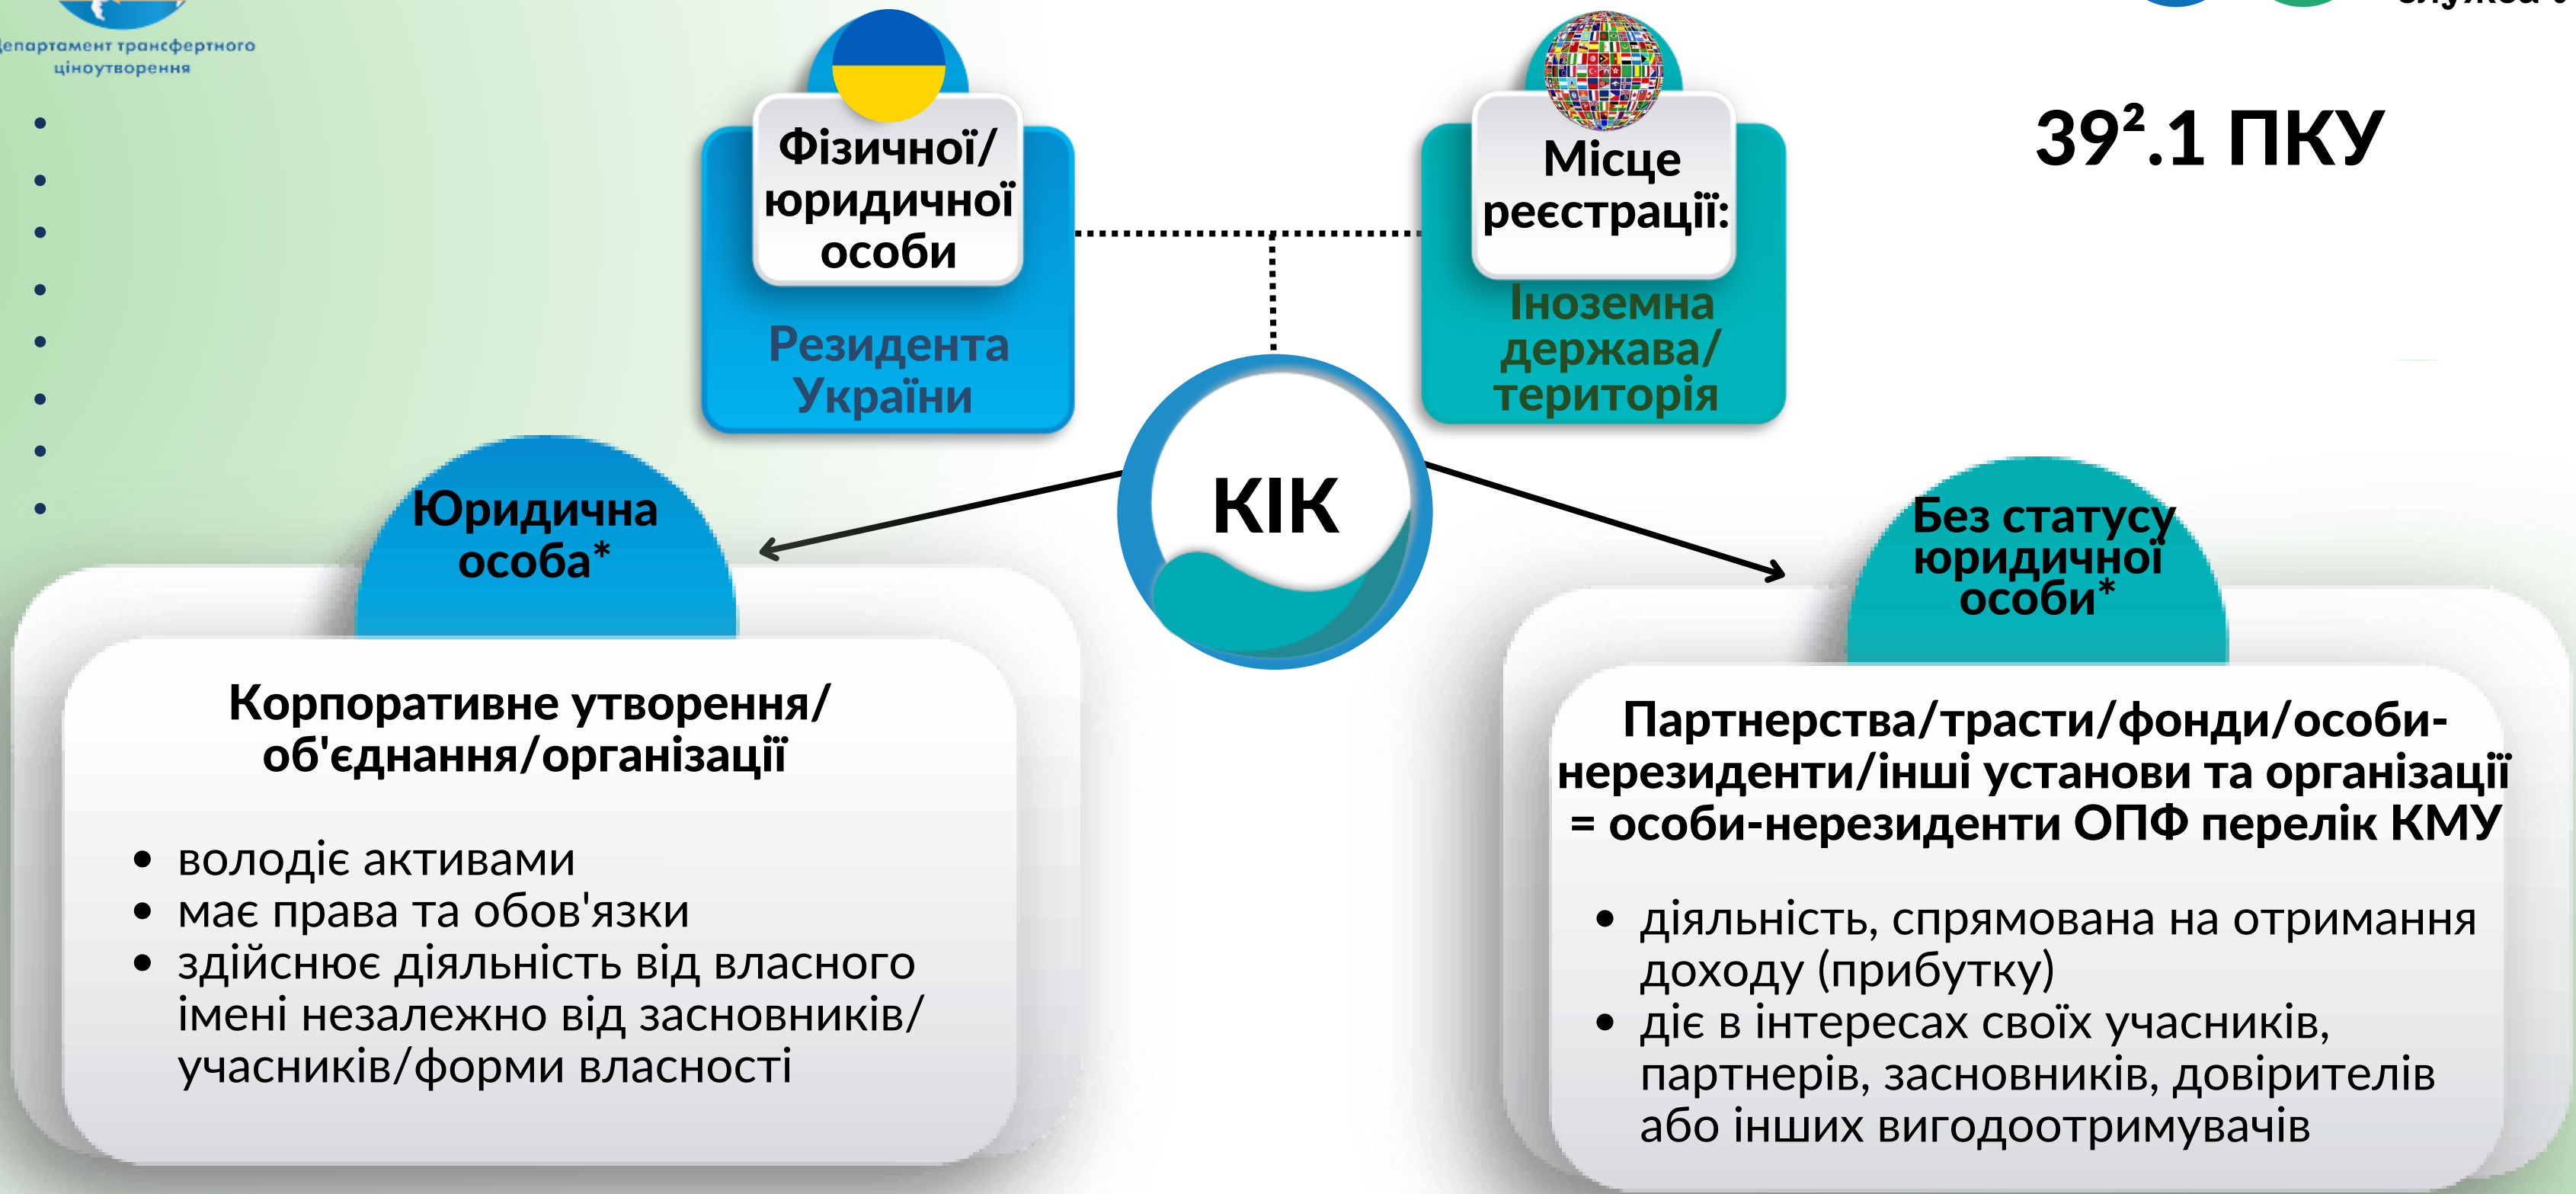 Департамент трансфертного
ціноутворення
39².1 ПКУ
Фізичної/
юридичної
особи
Резидента
України
Місце
реєстрації:
Іноземна
держава/
територія
КІК
Юридична
особа*
Корпоративне утворення/
об'єднання/організації
• володіє активами
• має права та обов'язки
• здійснює діяльність від власного
імені незалежно від засновників/
учасників/форми власності
Без статусу
юридичної
особи*
Партнерства/трасти/фонди/особи-
нерезиденти/інші установи та організації
= особи-нерезиденти ОПФ перелік КМУ
• діяльність, спрямована на отримання
доходу (прибутку)
• діє в інтересах своїх учасників,
партнерів, засновників, довірителів
або інших вигодоотримувачів